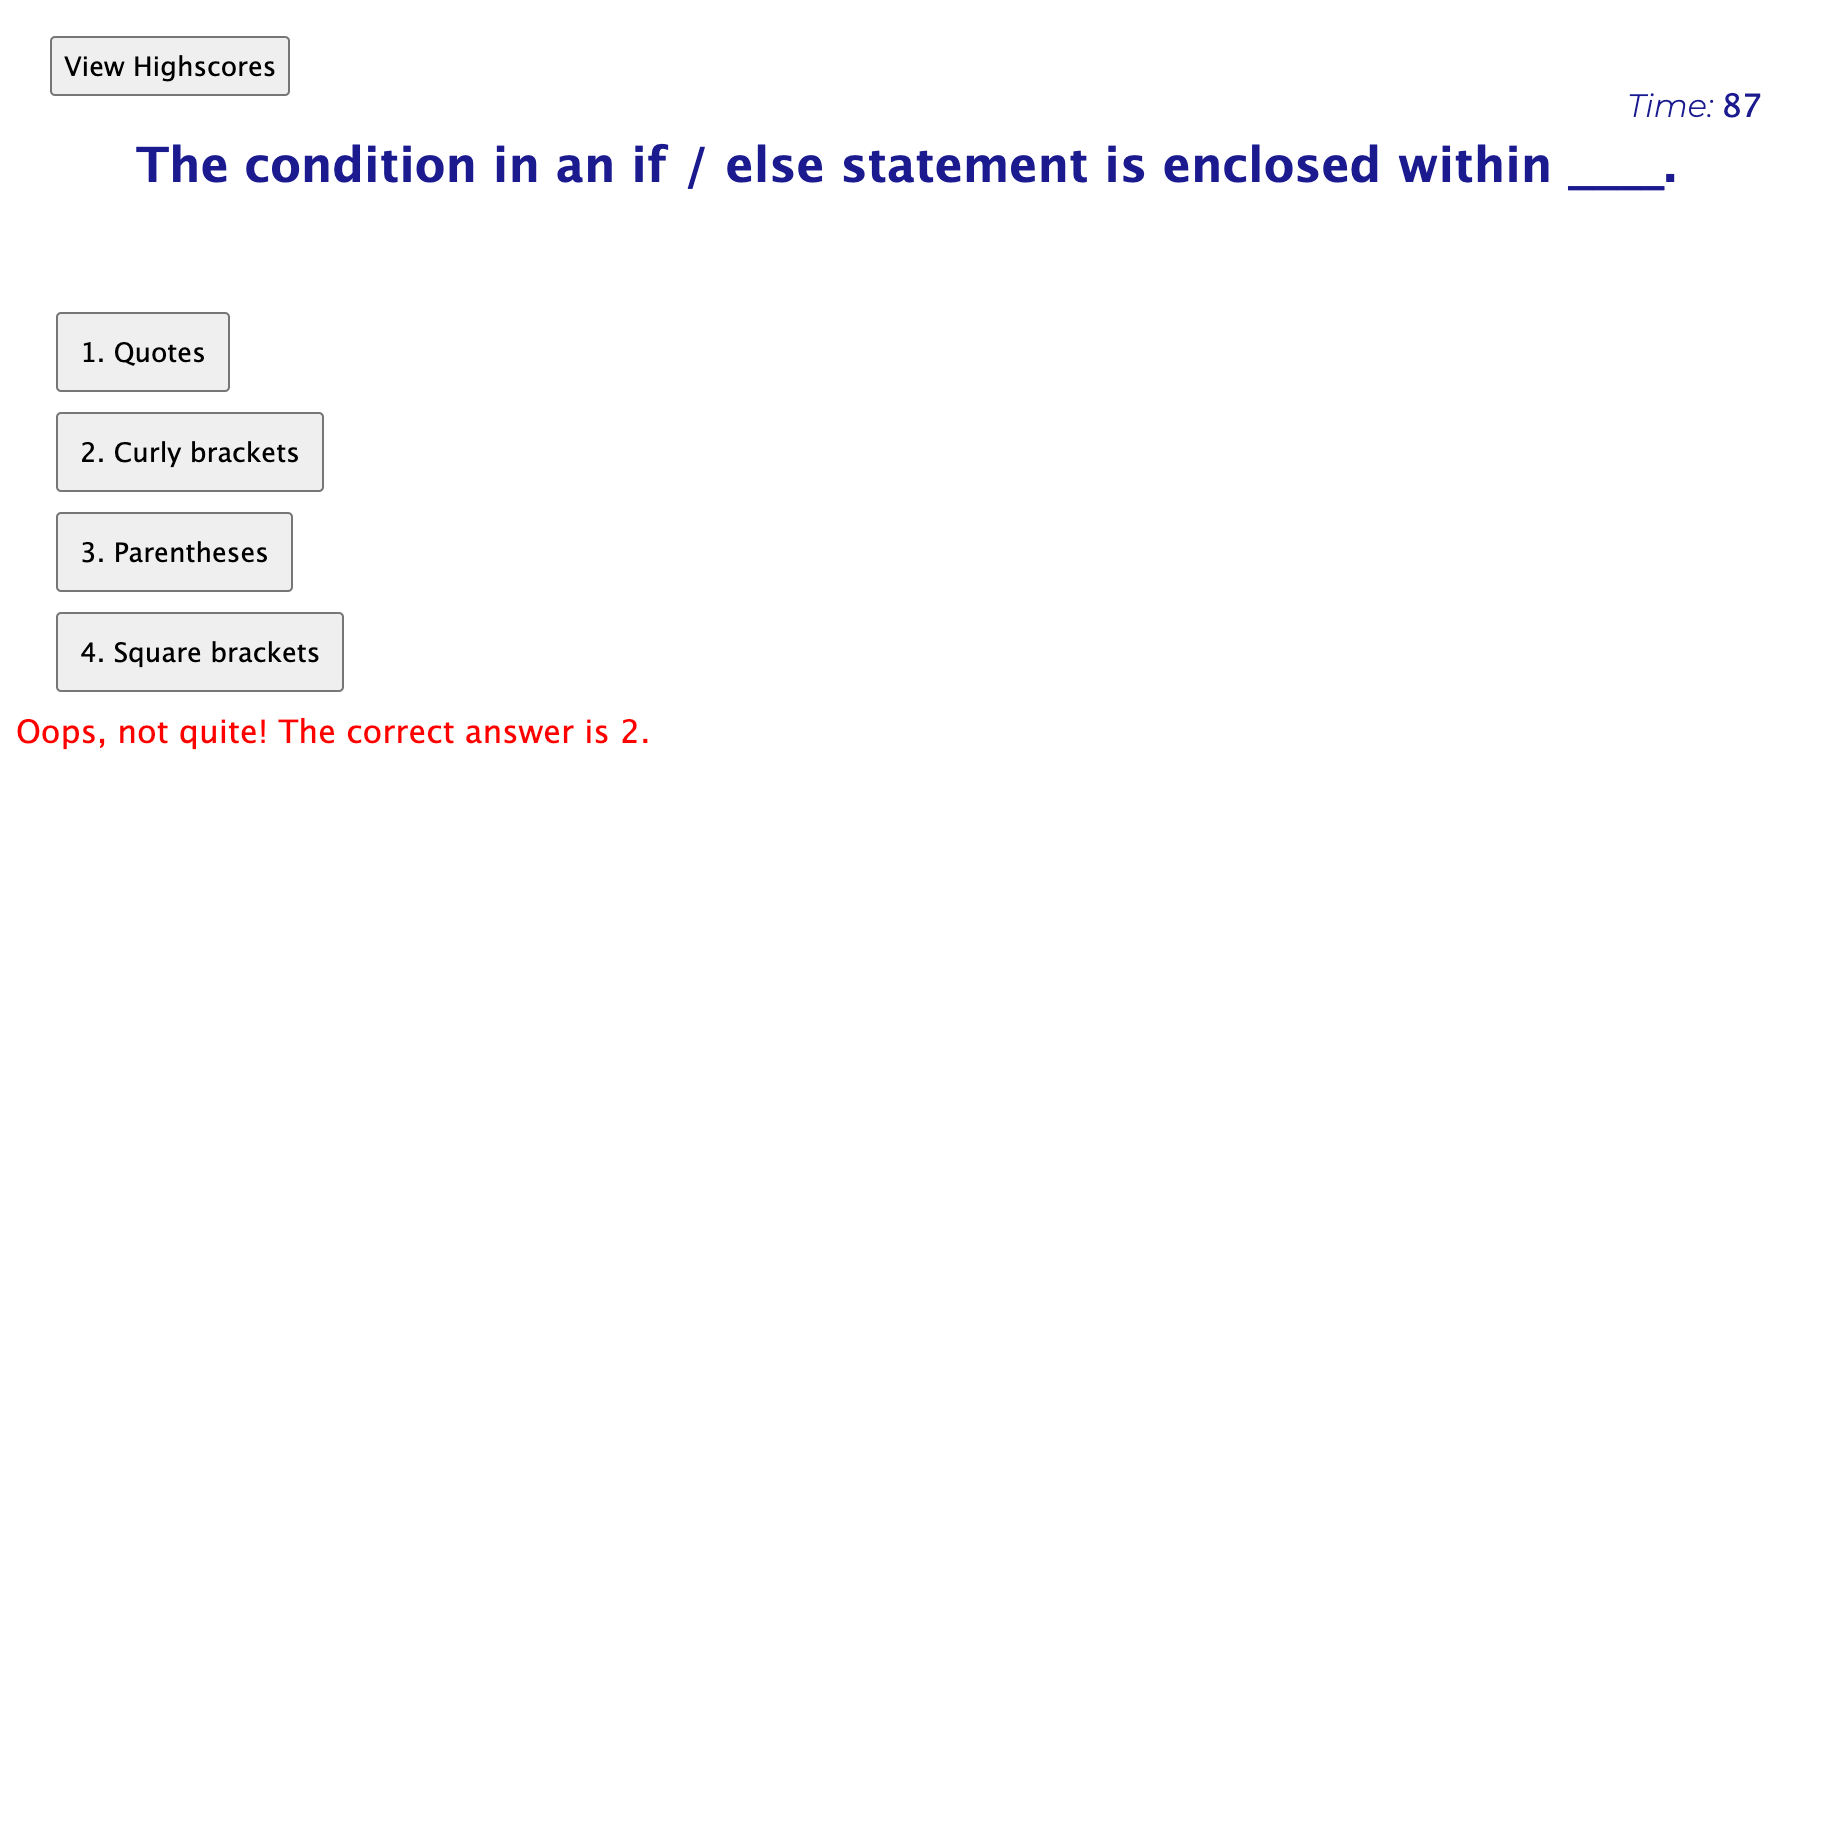 View Highscores
Time: 87
The condition in an if / else statement is enclosed within ____.
1. Quotes
2. Curly brackets
3. Parentheses
4. Square brackets
Oops, not quite! The correct answer is 2.